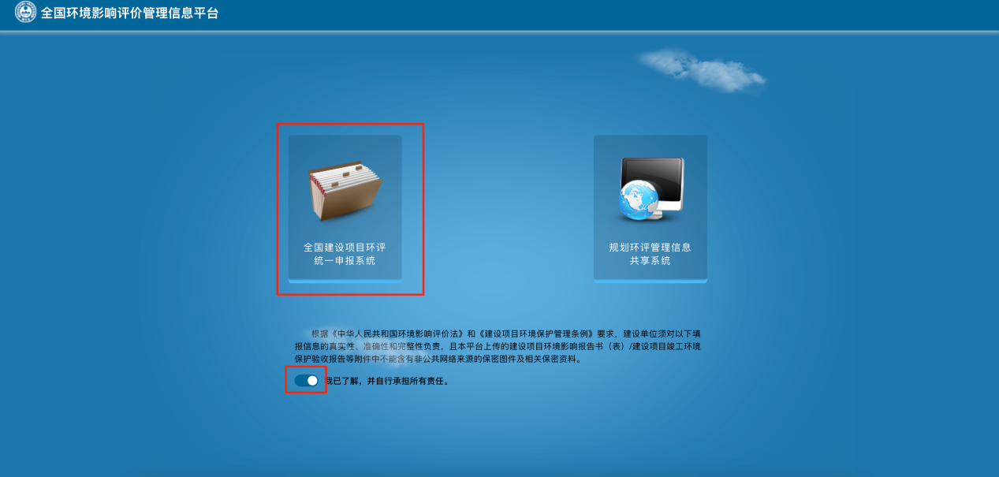 全国环境影响评价管理信息平台
全国建设项目环评
统一申报系统
规划环评管理信息
共享系统
根据《中华人民共和国环境影响评价法》和《建设项目环境保护管理条例》要求，建设单位须对以下填
报信息的真实性、准确性和完整性负责，且本平台上传的建设项目环境影响报告书（表）/建设项目竣工环境
保护验收报告等附件中不能含有非公共网络来源的保密图件及相关保密资料。
我已了解，并自行承担所有责任。